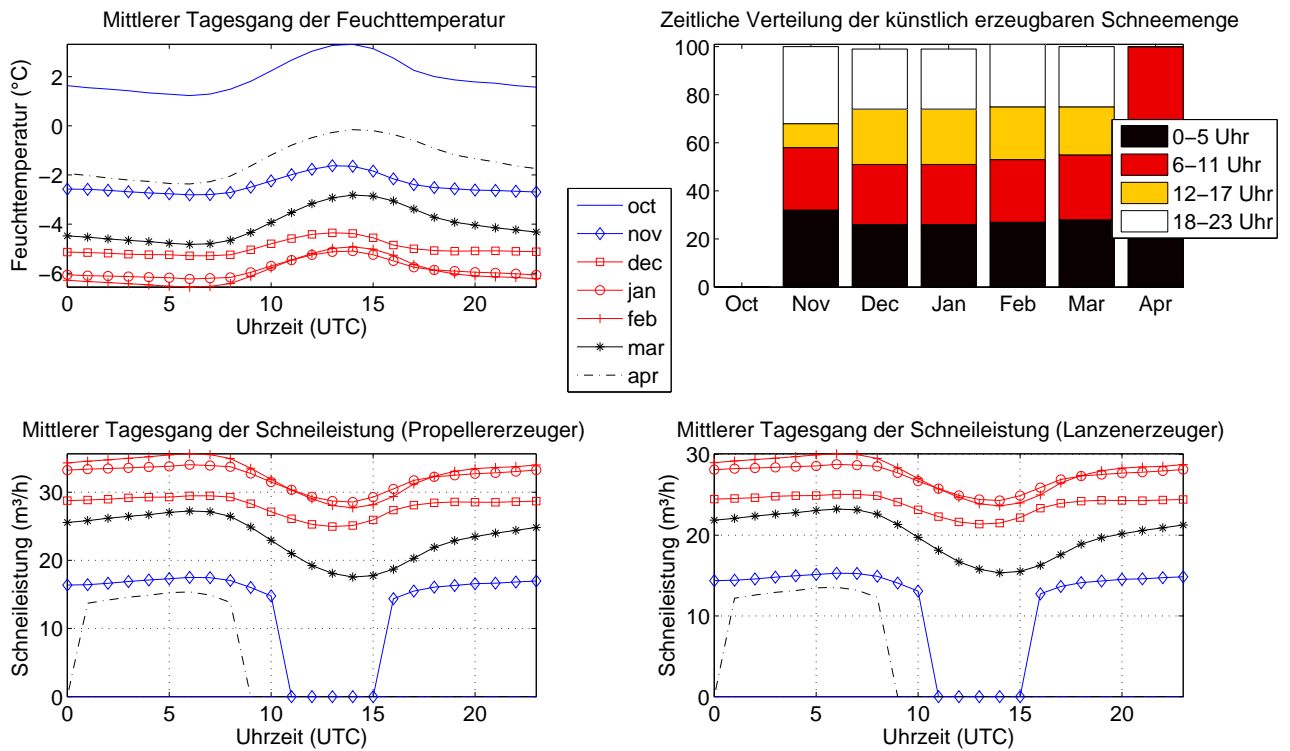 Mittlerer Tagesgang der Feuchttemperatur
Feuchttemperatur (°C)
2
0
−2
−4
−6
0 5 10 15 20
Uhrzeit (UTC)
Zeitliche Verteilung der künstlich erzeugbaren Schneemenge
100
80
60
40
20
0
Oct Nov Dec Jan Feb Mar Apr
0−5 Uhr
6−11 Uhr
12−17 Uhr
18−23 Uhr
oct
nov
dec
jan
feb
mar
apr
Mittlerer Tagesgang der Schneileistung (Propellererzeuger)
Schneileistung (m³/h)
30
20
10
0
0 5 10 15 20
Uhrzeit (UTC)
Mittlerer Tagesgang der Schneileistung (Lanzenerzeuger)
Schneileistung (m³/h)
30
20
10
0
0 5 10 15 20
Uhrzeit (UTC)